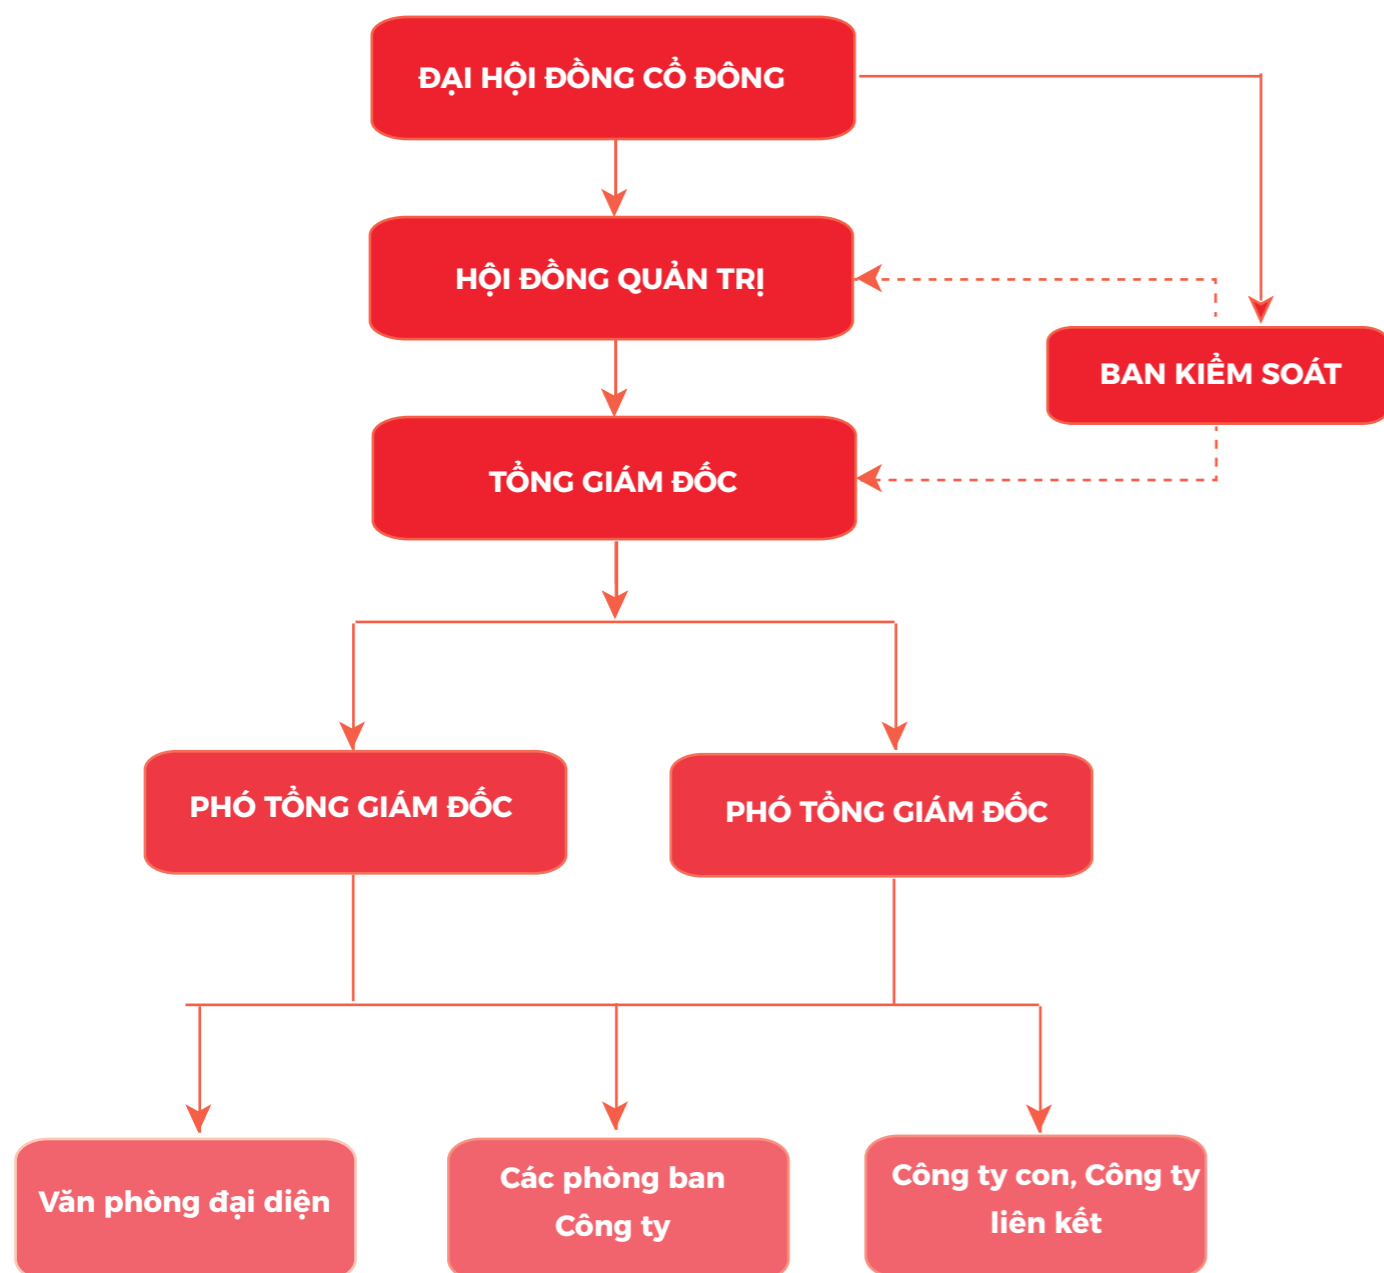 ĐẠI HỘI ĐỒNG CỔ ĐÔNG
HỘI ĐỒNG QUẢN TRỊ
BAN KIỂM SOÁT
TỔNG GIÁM ĐỐC
PHÓ TỔNG GIÁM ĐỐC
PHÓ TỔNG GIÁM ĐỐC
Văn phòng đại diện
Các phòng ban
Công ty
Công ty con, Công ty
liên kết